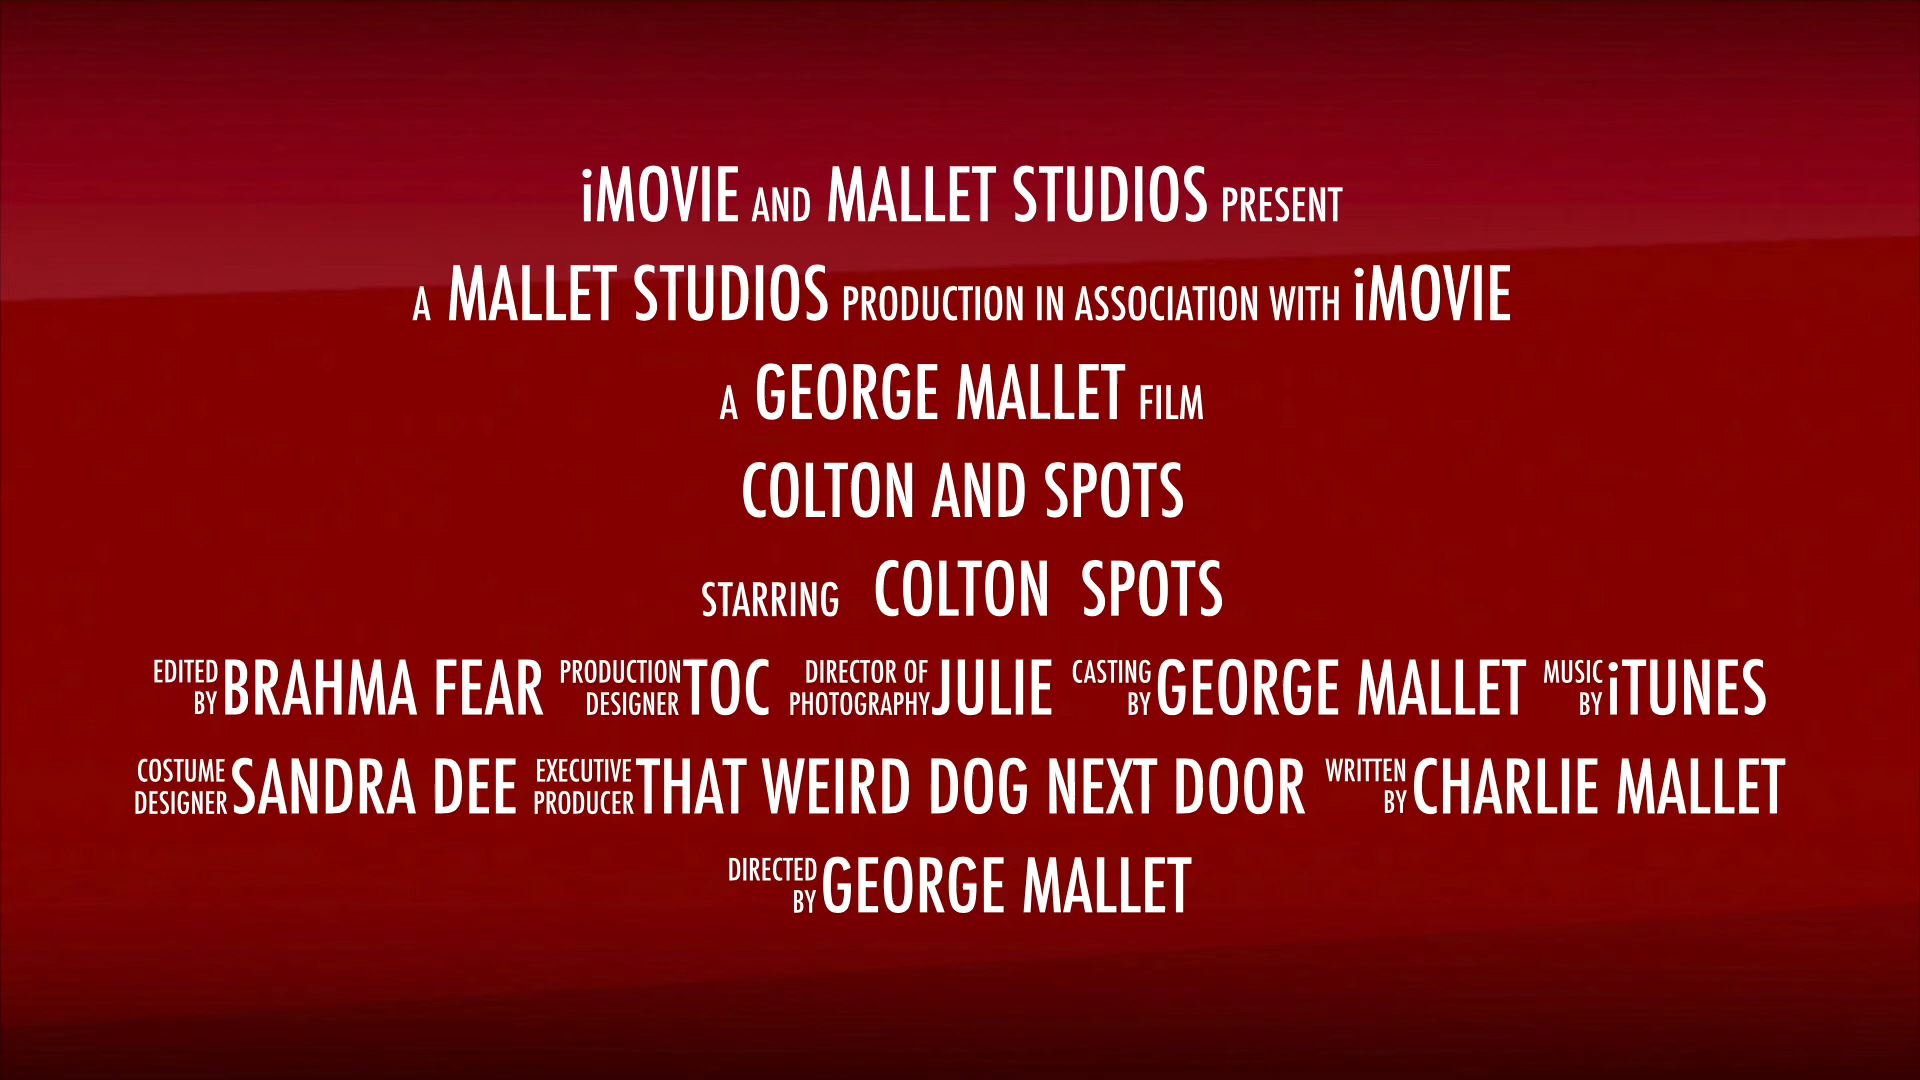 iMOVIE AND MALLET STUDIOS PRESENT
A MALLET STUDIOS PRODUCTION IN ASSOCIATION WITH iMOVIE
A GEORGE MALLET FILM
COLTON AND SPOTS
STARRING COLTON SPOTS
EDITED BY BRAHMA FEAR PRODUCTION DESIGNER TOC DIRECTOR OF PHOTOGRAPHY JULIE CASTING BY GEORGE MALLET MUSIC BY iTUNES
COSTUME DESIGNER SANDRA DEE EXECUTIVE PRODUCER THAT WEIRD DOG NEXT DOOR WRITTEN BY CHARLIE MALLET
DIRECTED BY GEORGE MALLET